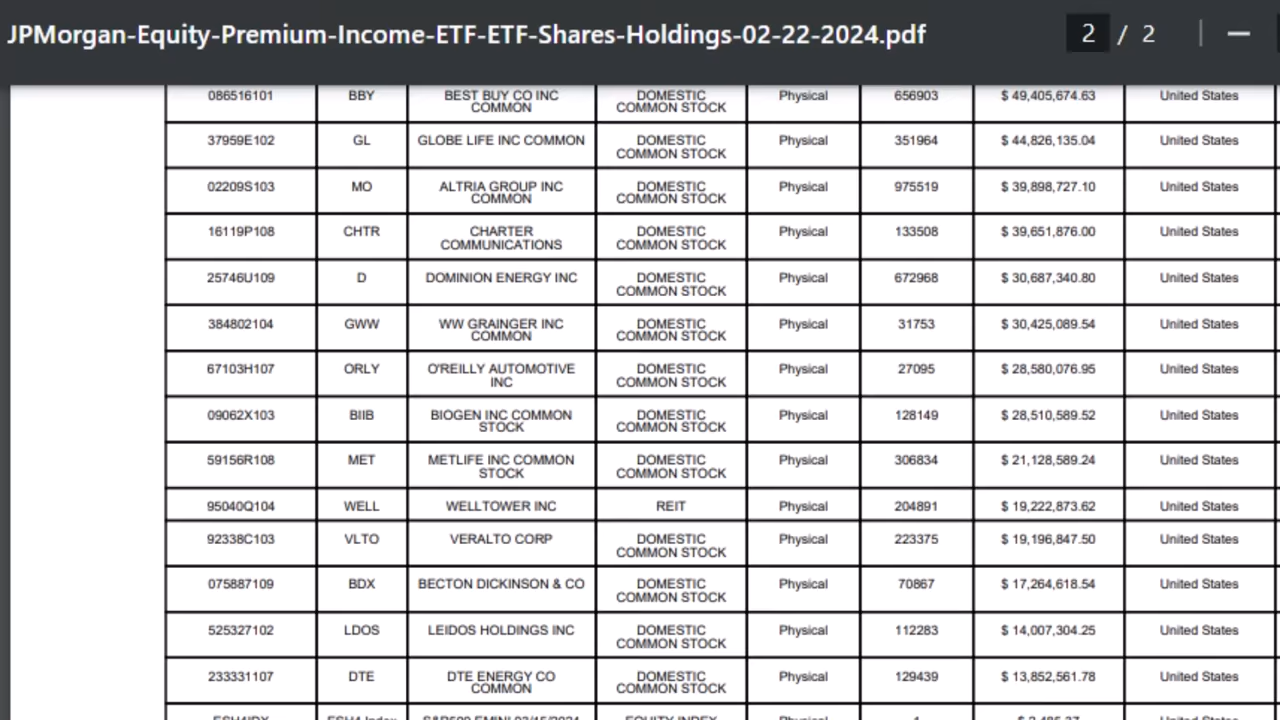 JPMorgan-Equity-Premium-Income-ETF-ETF-Shares-Holdings-02-22-2024.pdf 2 / 2
086516101 BBY BEST BUY CO INC COMMON DOMESTIC COMMON STOCK Physical 656903 $ 49,405,674.63 United States
37959E102 GL GLOBE LIFE INC COMMON DOMESTIC COMMON STOCK Physical 351964 $ 44,826,135.04 United States
02209S103 MO ALTRIA GROUP INC COMMON DOMESTIC COMMON STOCK Physical 975519 $ 39,898,727.10 United States
16119P108 CHTR CHARTER COMMUNICATIONS DOMESTIC COMMON STOCK Physical 133508 $ 39,651,876.00 United States
25746U109 D DOMINION ENERGY INC DOMESTIC COMMON STOCK Physical 672968 $ 30,687,340.80 United States
384802104 GWW WW GRAINGER INC COMMON DOMESTIC COMMON STOCK Physical 31753 $ 30,425,089.54 United States
67103H107 ORLY O'REILLY AUTOMOTIVE INC DOMESTIC COMMON STOCK Physical 27095 $ 28,580,076.95 United States
09062X103 BIIB BIOGEN INC COMMON STOCK DOMESTIC COMMON STOCK Physical 128149 $ 28,510,589.52 United States
59156R108 MET METLIFE INC COMMON STOCK DOMESTIC COMMON STOCK Physical 306834 $ 21,128,589.24 United States
95040Q104 WELL WELLTOWER INC REIT Physical 204891 $ 19,222,873.62 United States
92338C103 VLTO VERALTO CORP DOMESTIC COMMON STOCK Physical 223375 $ 19,196,847.50 United States
075887109 BDX BECTON DICKINSON & CO DOMESTIC COMMON STOCK Physical 70867 $ 17,264,618.54 United States
525327102 LDOS LEIDOS HOLDINGS INC DOMESTIC COMMON STOCK Physical 112283 $ 14,007,304.25 United States
233331107 DTE DTE ENERGY CO COMMON DOMESTIC COMMON STOCK Physical 129439 $ 13,852,561.78 United States